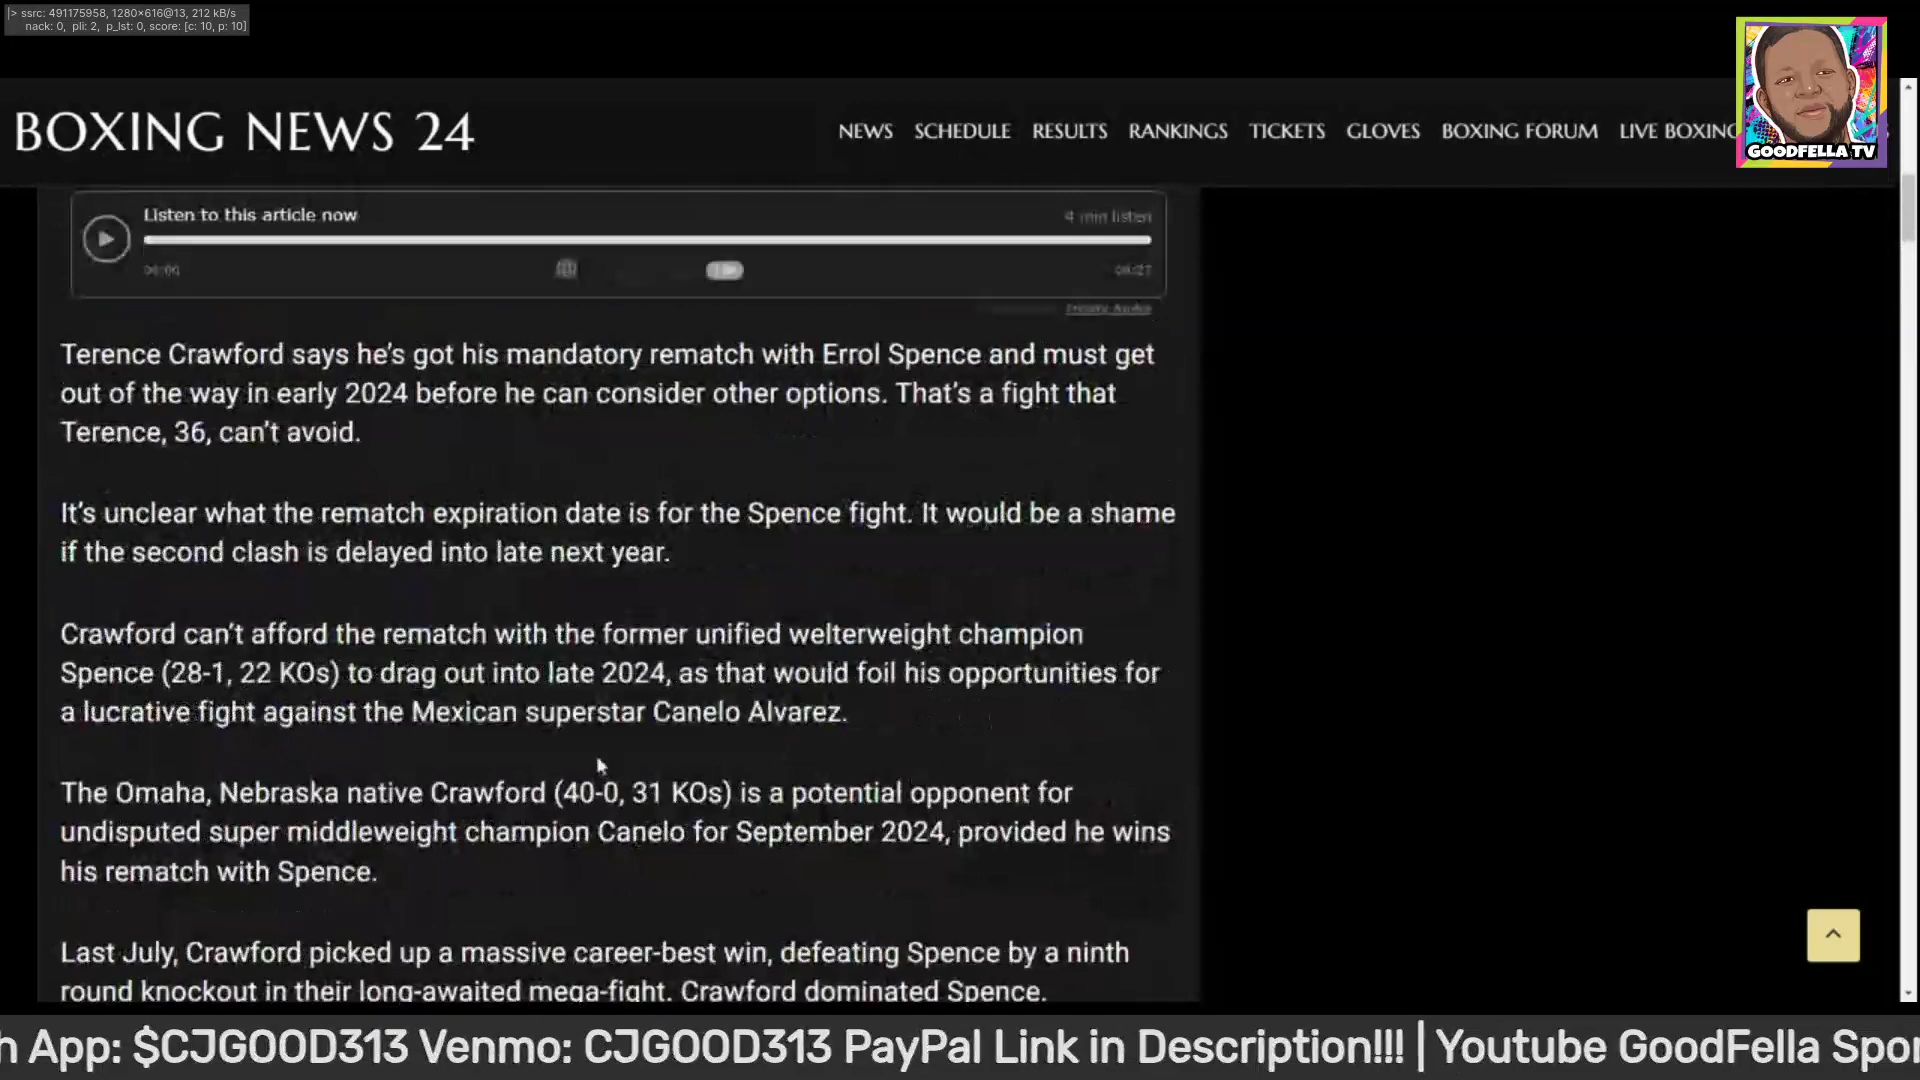 |> ssrc: 491175958, 1280×616@13, 212 kB/s
nack: 0, pli: 2, p_lst: 0, score: [c: 10, p: 10]
BOXING NEWS 24
NEWS SCHEDULE RESULTS RANKINGS TICKETS GLOVES BOXING FORUM LIVE BOXING
GOODFELLA TV
Listen to this article now
4 min listen
00:00
Terence Crawford says he’s got his mandatory rematch with Errol Spence and must get
out of the way in early 2024 before he can consider other options. That’s a fight that
Terence, 36, can’t avoid.
It’s unclear what the rematch expiration date is for the Spence fight. It would be a shame
if the second clash is delayed into late next year.
Crawford can’t afford the rematch with the former unified welterweight champion
Spence (28-1, 22 KOs) to drag out into late 2024, as that would foil his opportunities for
a lucrative fight against the Mexican superstar Canelo Alvarez.
The Omaha, Nebraska native Crawford (40-0, 31 KOs) is a potential opponent for
undisputed super middleweight champion Canelo for September 2024, provided he wins
his rematch with Spence.
Last July, Crawford picked up a massive career-best win, defeating Spence by a ninth
round knockout in their long-awaited mega-fight. Crawford dominated Spence.
h App: $CJGOOD313 Venmo: CJGOOD313 PayPal Link in Description!!! | Youtube GoodFella Spor